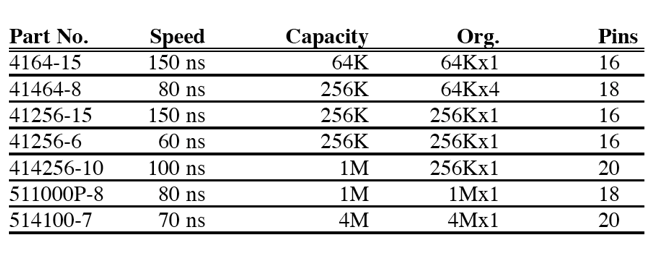 Part No. Speed Capacity Org. Pins
4164-15 150 ns 64K 64Kx1 16
41464-8 80 ns 256K 64Kx4 18
41256-15 150 ns 256K 256Kx1 16
41256-6 60 ns 256K 256Kx1 16
414256-10 100 ns 1M 256Kx1 20
511000P-8 80 ns 1M 1Mx1 18
514100-7 70 ns 4M 4Mx1 20